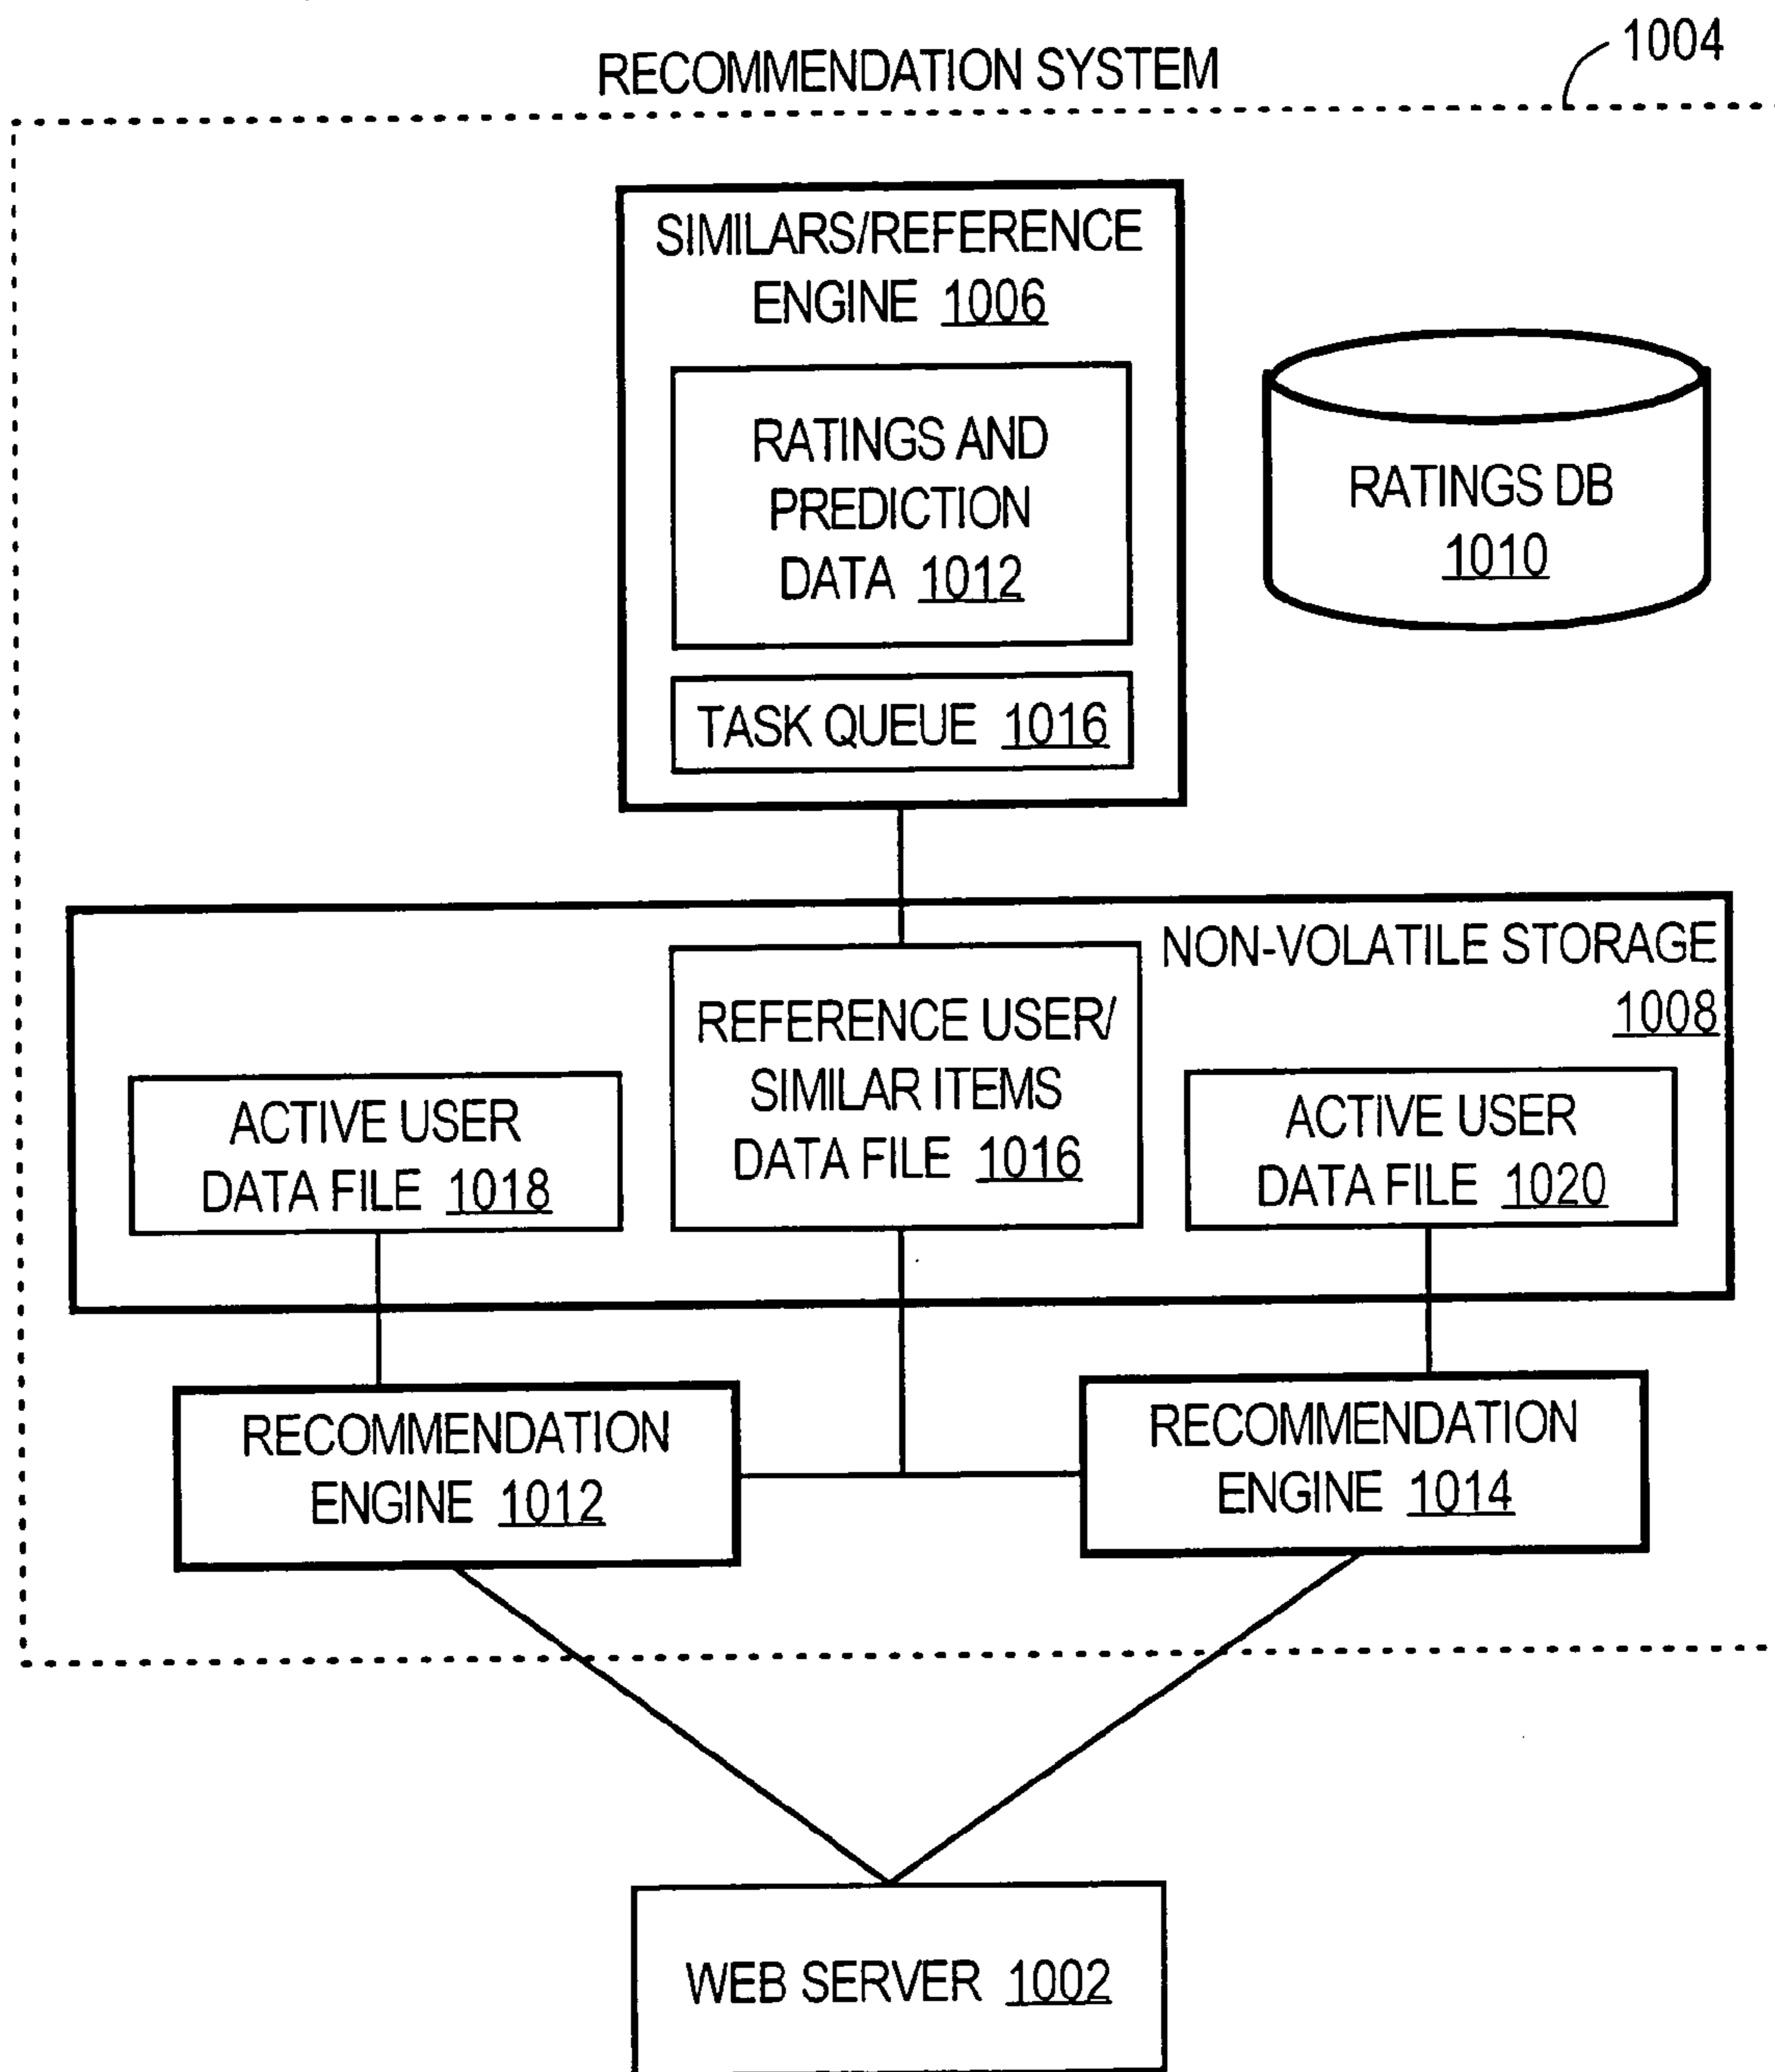 1004
RECOMMENDATION SYSTEM
SIMILARS/REFERENCE
ENGINE 1006
RATINGS AND
PREDICTION
DATA 1012
TASK QUEUE 1016
RATINGS DB
1010
NON-VOLATILE STORAGE
1008
REFERENCE USER/
SIMILAR ITEMS
DATA FILE 1016
ACTIVE USER
DATA FILE 1018
ACTIVE USER
DATA FILE 1020
RECOMMENDATION
ENGINE 1012
RECOMMENDATION
ENGINE 1014
WEB SERVER 1002